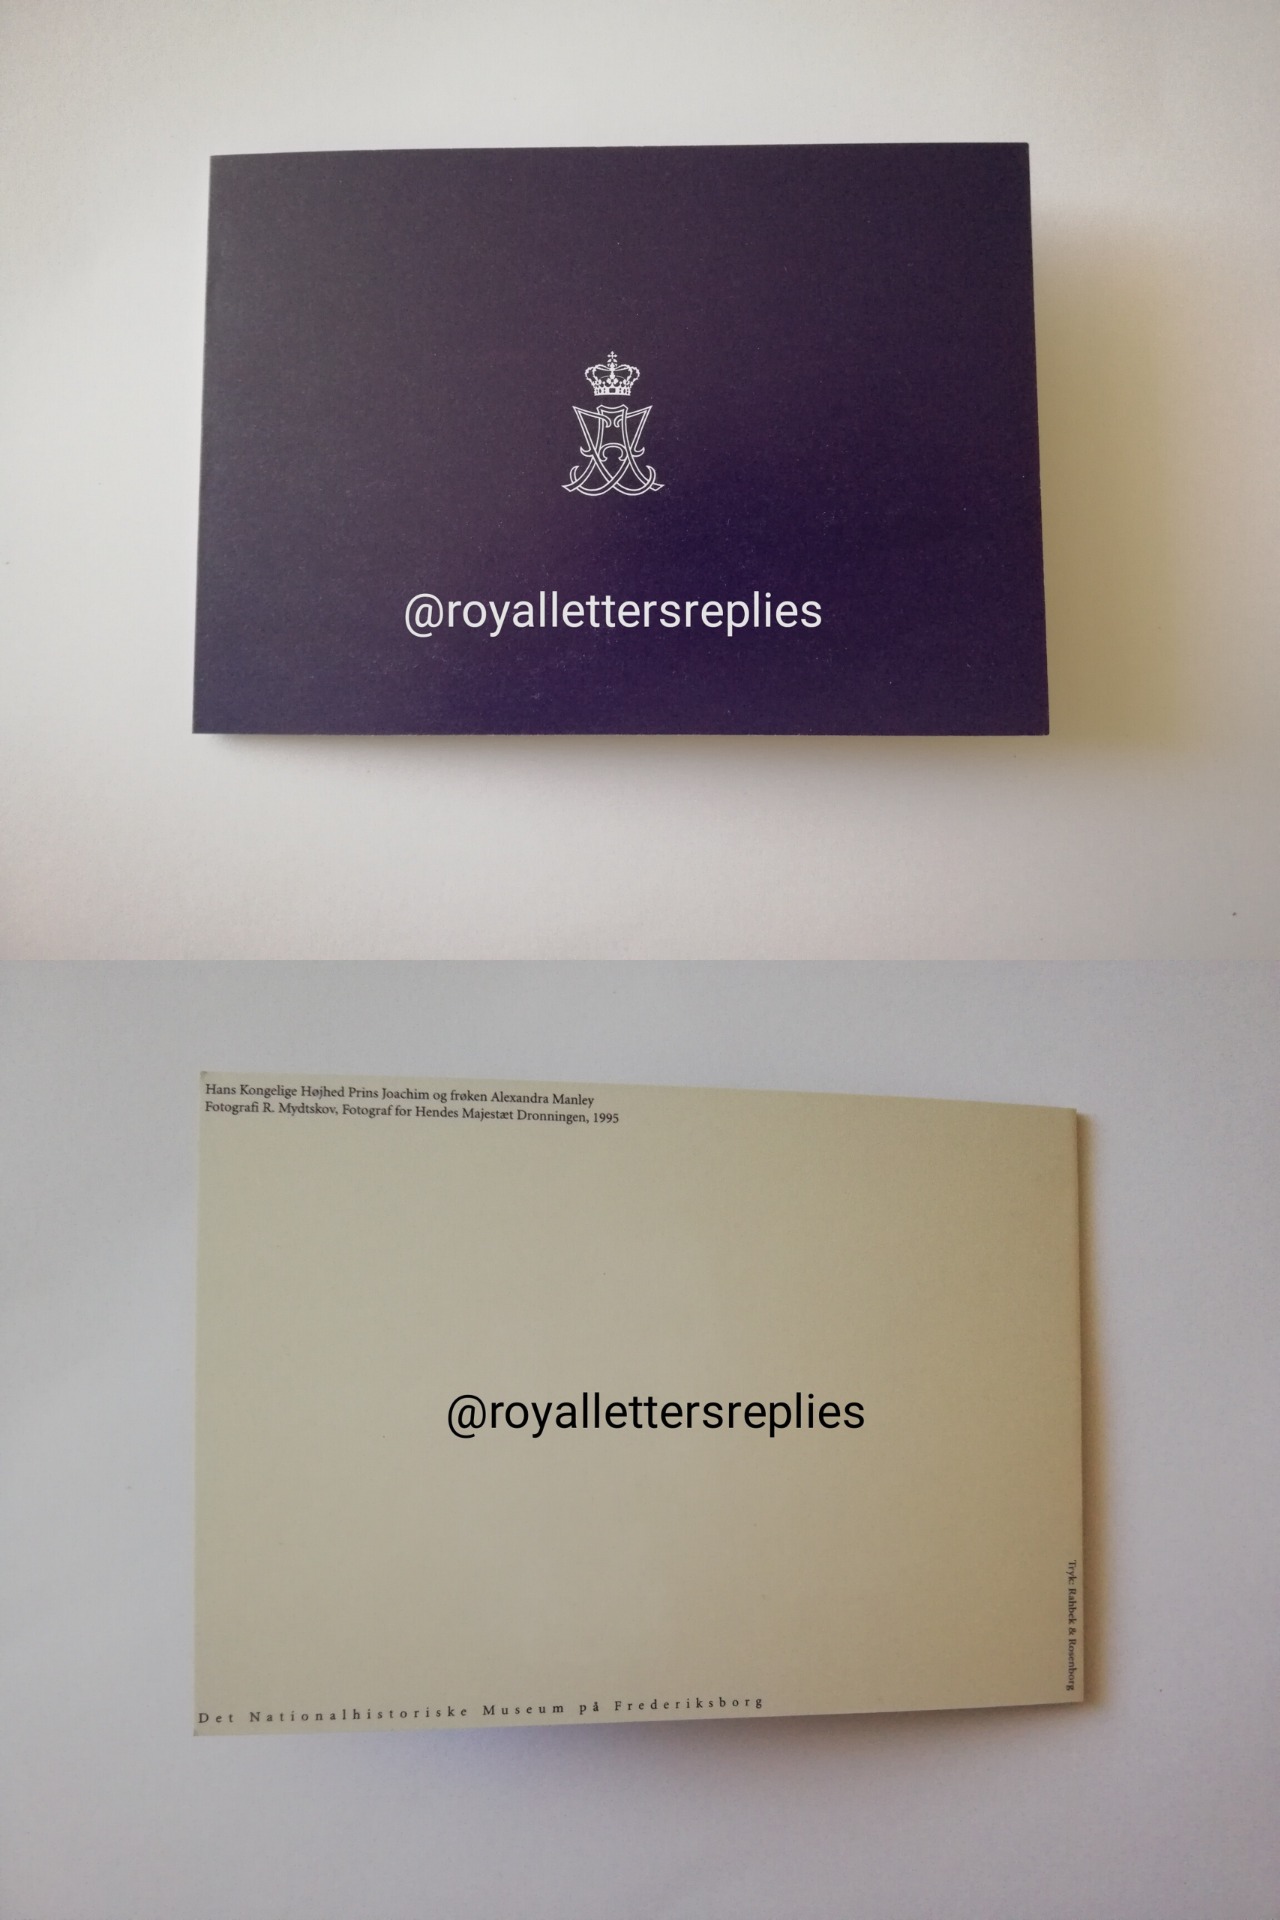 @royallettersreplies
Hans Kongelige Højhed Prins Joachim og frøken Alexandra Manley
Fotografi R. Mydtskov, Fotograf for Hendes Majestæt Dronningen, 1995
@royallettersreplies
Tryk: Rahbek & Rosenborg
Det Nationalhistoriske Museum på Frederiksborg